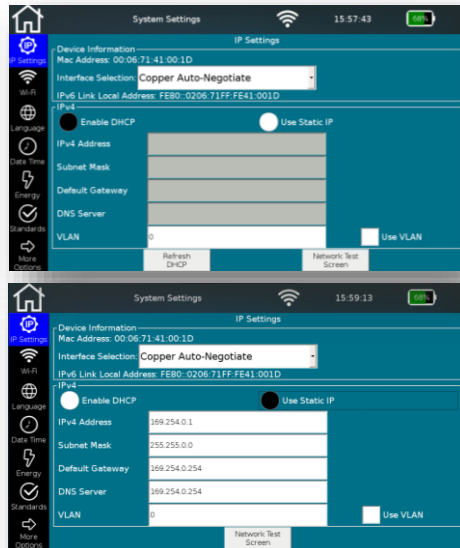 System Settings 15:57:43 68%
IP Settings
IP
IP Settings
Wi-Fi
Language
Date Time
Energy
Standards
More
Options
Device Information
Mac Address: 00:06:71:41:00:1D
Interface Selection: Copper Auto-Negotiate
IPv6 Link Local Address: FE80::0206:71FF:FE41:001D
IPv4
Enable DHCP Use Static IP
IPv4 Address
Subnet Mask
Default Gateway
DNS Server
VLAN 0 Use VLAN
Refresh
DHCP
Network Test
Screen
System Settings 15:59:13 68%
IP Settings
IP
IP Settings
Wi-Fi
Language
Date Time
Energy
Standards
More
Options
Device Information
Mac Address: 00:06:71:41:00:1D
Interface Selection: Copper Auto-Negotiate
IPv6 Link Local Address: FE80::0206:71FF:FE41:001D
IPv4
Enable DHCP Use Static IP
IPv4 Address 169.254.0.1
Subnet Mask 255.255.0.0
Default Gateway 169.254.0.254
DNS Server 169.254.0.254
VLAN 0 Use VLAN
Network Test
Screen